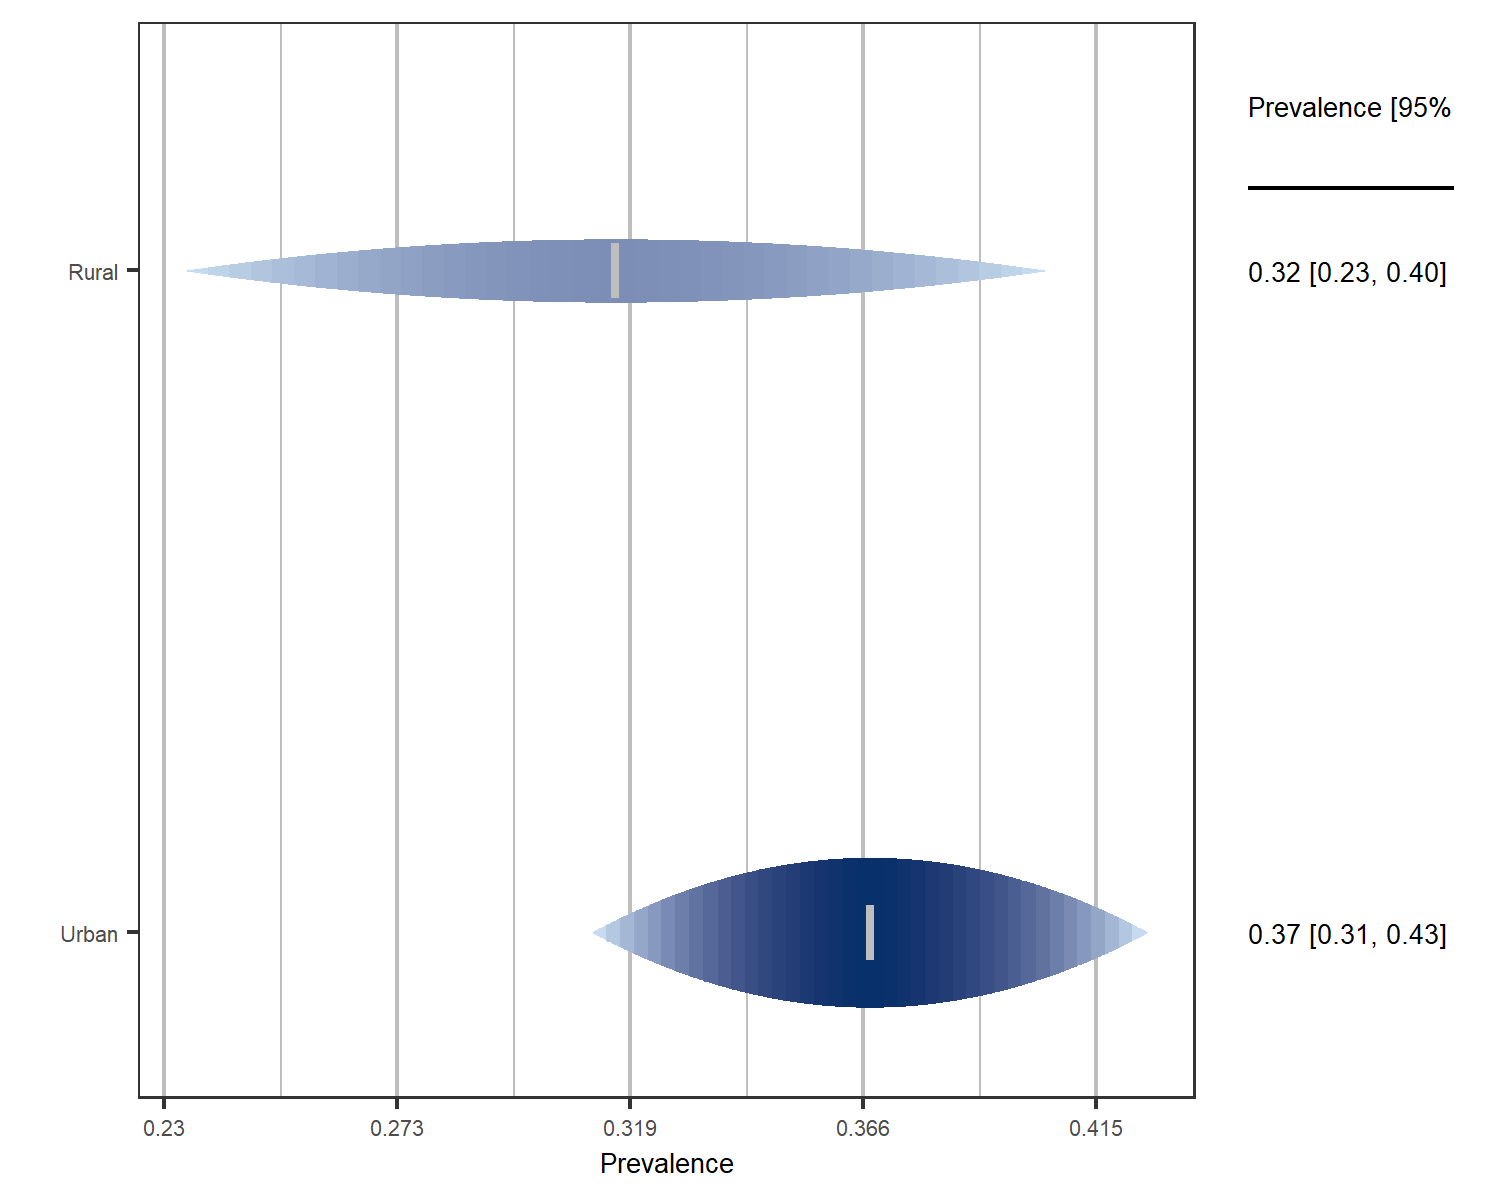 Prevalence [95%
Rural
0.32 [0.23, 0.40]
Urban
0.37 [0.31, 0.43]
0.23
0.273
0.319
0.366
0.415
Prevalence